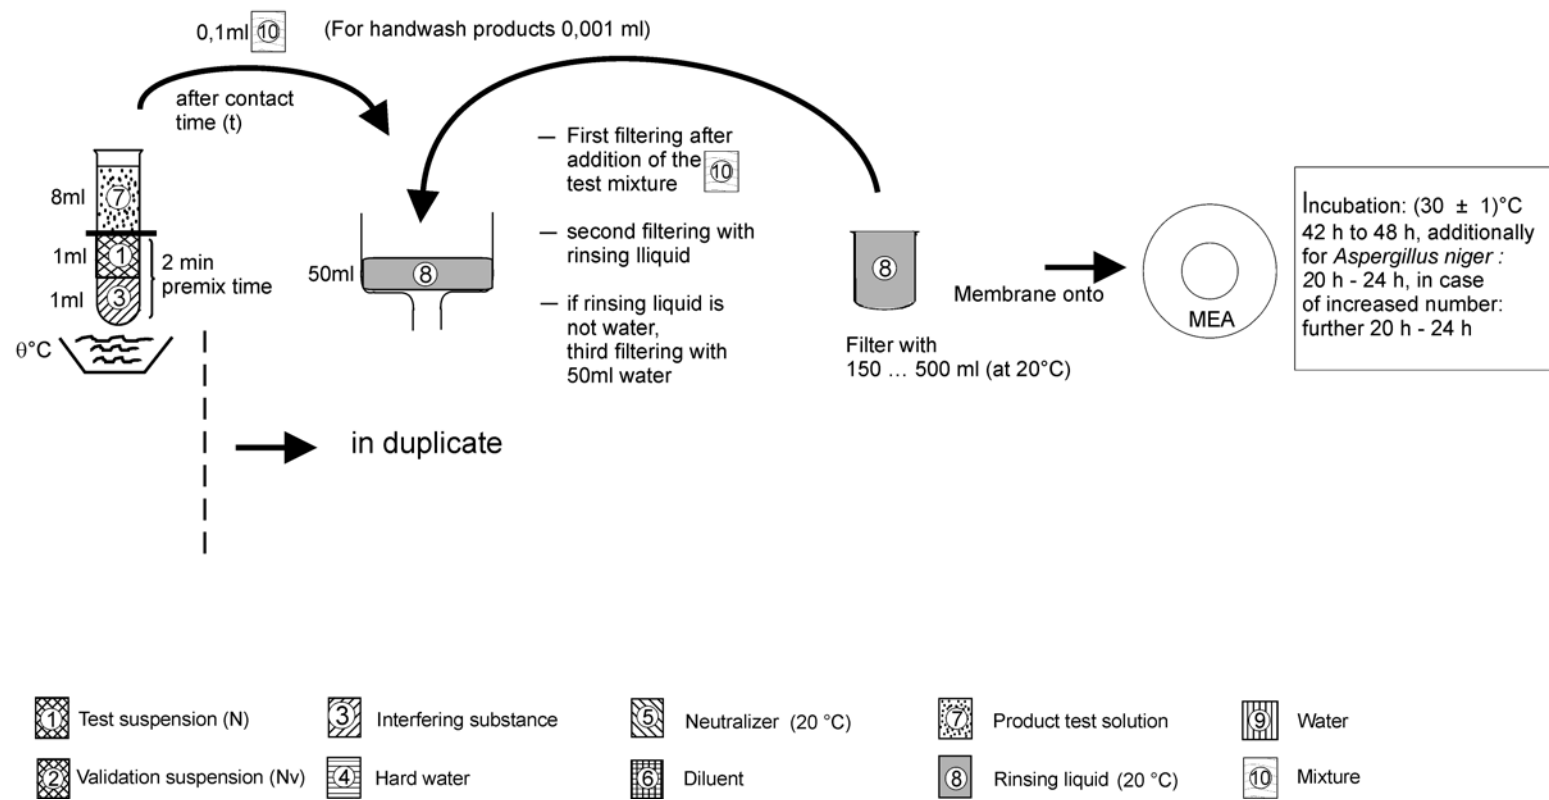 0,1ml 10 (For handwash products 0,001 ml)
after contact
time (t)
8ml 7
1ml 1
1ml 3
2 min
premix time
θ°C
50ml 8
— First filtering after
addition of the
test mixture 10
— second filtering with
rinsing Lliquid
— if rinsing liquid is
not water,
third filtering with
50ml water
8
Filter with
150 ... 500 ml (at 20°C)
Membrane onto
MEA
Incubation: (30 ± 1)°C
42 h to 48 h, additionally
for Aspergillus niger :
20 h - 24 h, in case
of increased number:
further 20 h - 24 h
in duplicate
1 Test suspension (N)
3 Interfering substance
5 Neutralizer (20 °C)
7 Product test solution
9 Water
2 Validation suspension (Nv)
4 Hard water
6 Diluent
8 Rinsing liquid (20 °C)
10 Mixture